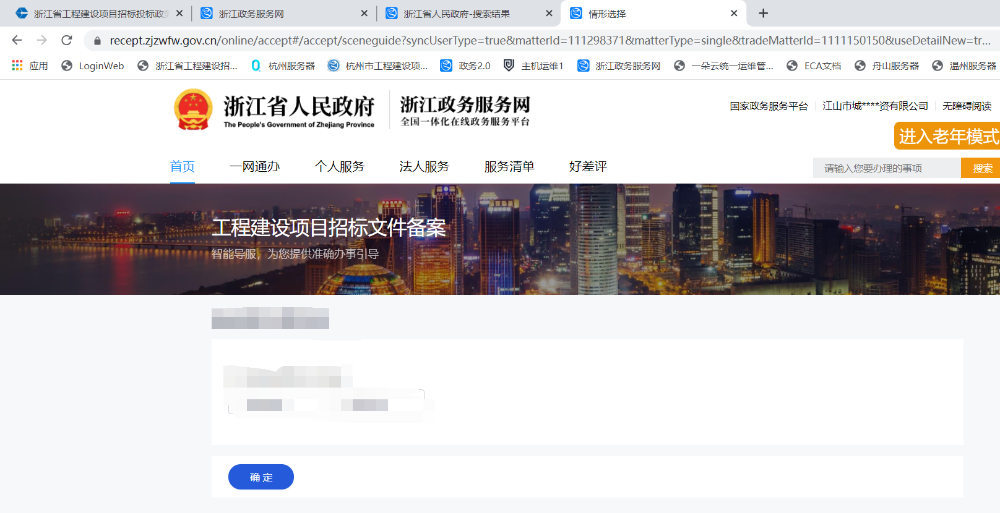 浙江省工程建设项目招标投标政务
浙江政务服务网
浙江省人民政府-搜索结果
情形选择
recept.zjzwfw.gov.cn/online/accept#/accept/sceneguide?syncUserType=true&matterId=111298371&matterType=single&tradeMatterId=1111150150&useDetailNew=tr...
应用 LoginWeb 浙江省工程建设招... 杭州服务器 杭州市工程建设项... 政务2.0 主机运维1 浙江政务服务网 一朵云统一运维管... ECA文档 舟山服务器 温州服务器
浙江省人民政府
The People's Government of Zhejiang Province
浙江政务服务网
全国一体化在线政务服务平台
国家政务服务平台 江山市城****资有限公司 无障碍阅读
进入老年模式
首页 一网通办 个人服务 法人服务 服务清单 好差评
请输入您要办理的事项 搜索
工程建设项目招标文件备案
智能导服，为您提供准确办事引导
确 定